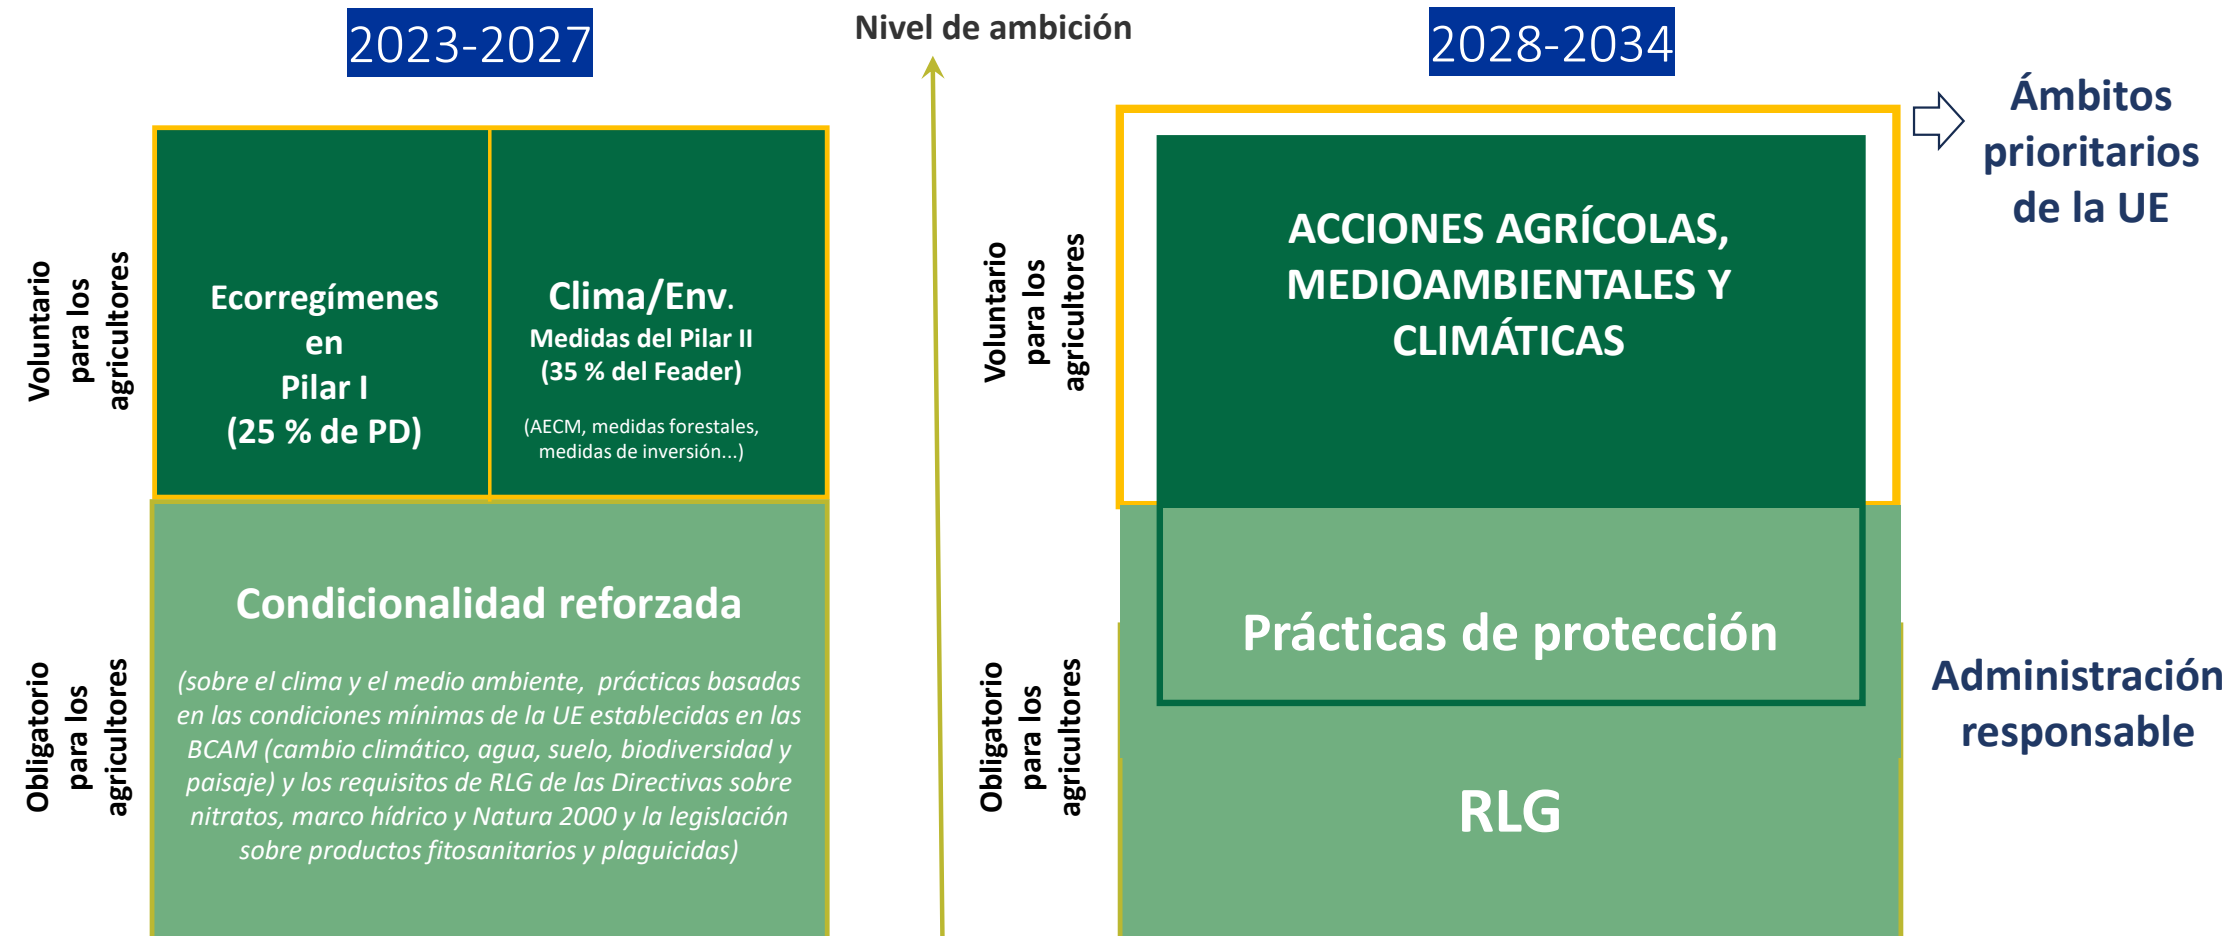 2023-2027
Nivel de ambición
2028-2034
Voluntario
para los
agricultores
Ecorregímenes
en
Pilar I
(25 % de PD)
Clima/Env.
Medidas del Pilar II
(35 % del Feader)
(AECM, medidas forestales,
medidas de inversión...)
Obligatorio
para los
agricultores
Condicionalidad reforzada
(sobre el clima y el medio ambiente, prácticas basadas
en las condiciones mínimas de la UE establecidas en las
BCAM (cambio climático, agua, suelo, biodiversidad y
paisaje) y los requisitos de RLG de las Directivas sobre
nitratos, marco hídrico y Natura 2000 y la legislación
sobre productos fitosanitarios y plaguicidas)
Voluntario
para los
agricultores
ACCIONES AGRÍCOLAS,
MEDIOAMBIENTALES Y
CLIMÁTICAS
Ámbitos
prioritarios
de la UE
Obligatorio
para los
agricultores
Prácticas de protección
RLG
Administración
responsable